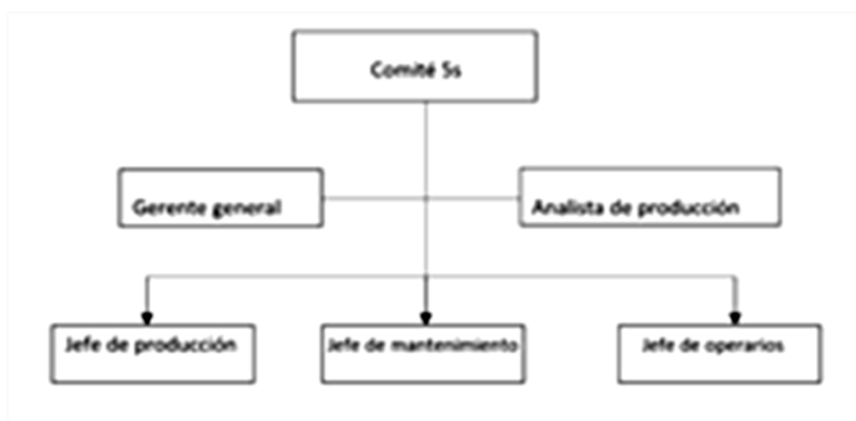 Comité 5s
Gerente general
Analista de producción
Jefe de producción
Jefe de mantenimiento
Jefe de operarios